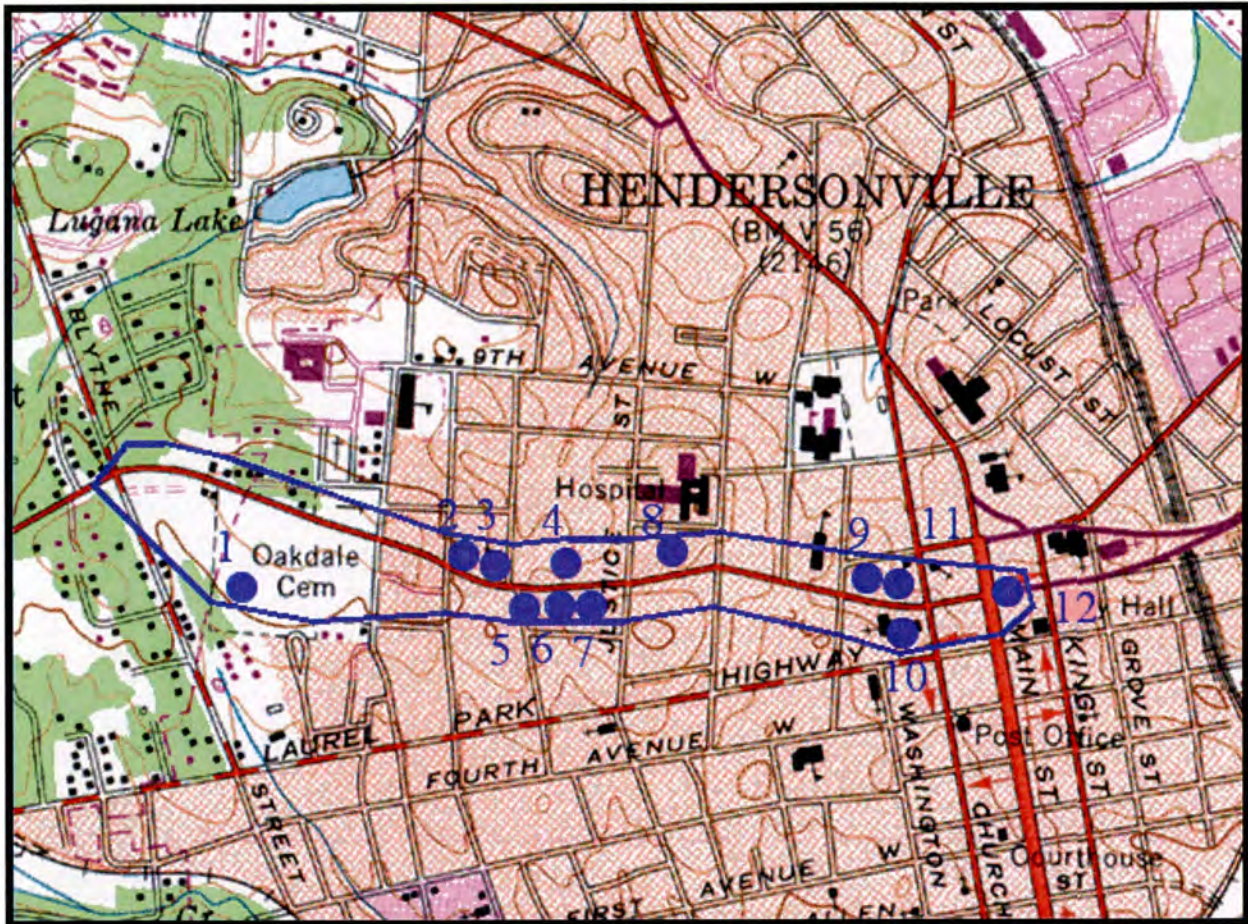 ST
HENDERSONVILLE
(BM V 56)
(2146)
Lugana Lake
Park
LOCUST ST
BLYTHE
STREET
9TH AVENUE W
ST
Hospital
2 3 4 8 9 11
1 Oakdale
Cem
JUSTICE
5 6 7
10
12
Hall
HIGHWAY
PARK
LAUREL
MAIN
ST
KING
ST
GROVE ST
WASHINGTON
CHURCH
Post Office
FOURTH AVENUE W
Courthouse
ST
FIRST AVENUE W